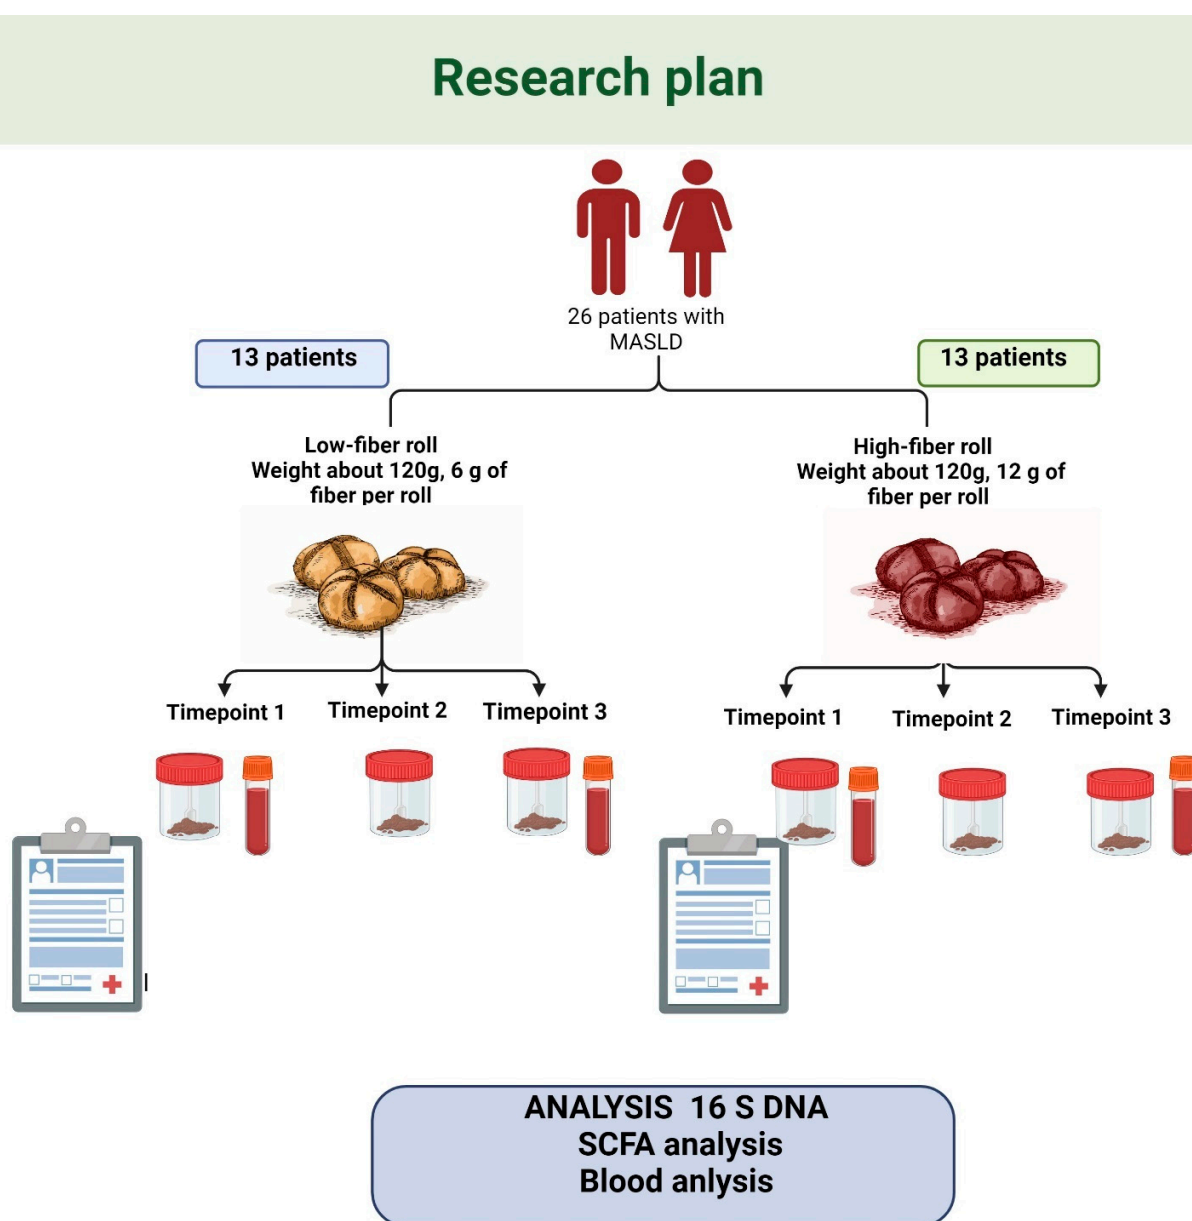 Research plan
26 patients with
MASLD
13 patients
13 patients
Low-fiber roll
Weight about 120g, 6 g of
fiber per roll
High-fiber roll
Weight about 120g, 12 g of
fiber per roll
Timepoint 1
Timepoint 2
Timepoint 3
Timepoint 1
Timepoint 2
Timepoint 3
ANALYSIS 16 S DNA
SCFA analysis
Blood anlysis